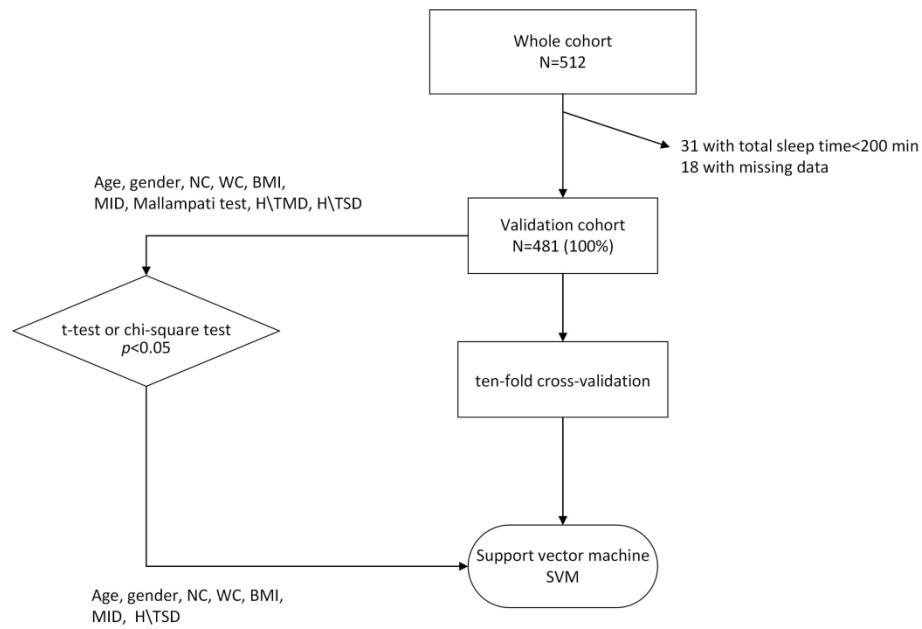 Whole cohort
N=512
31 with total sleep time<200 min
18 with missing data
Age, gender, NC, WC, BMI,
MID, Mallampati test, H\TMD, H\TSD
Validation cohort
N=481 (100%)
t-test or chi-square test
p<0.05
ten-fold cross-validation
Support vector machine
SVM
Age, gender, NC, WC, BMI,
MID, H\TSD